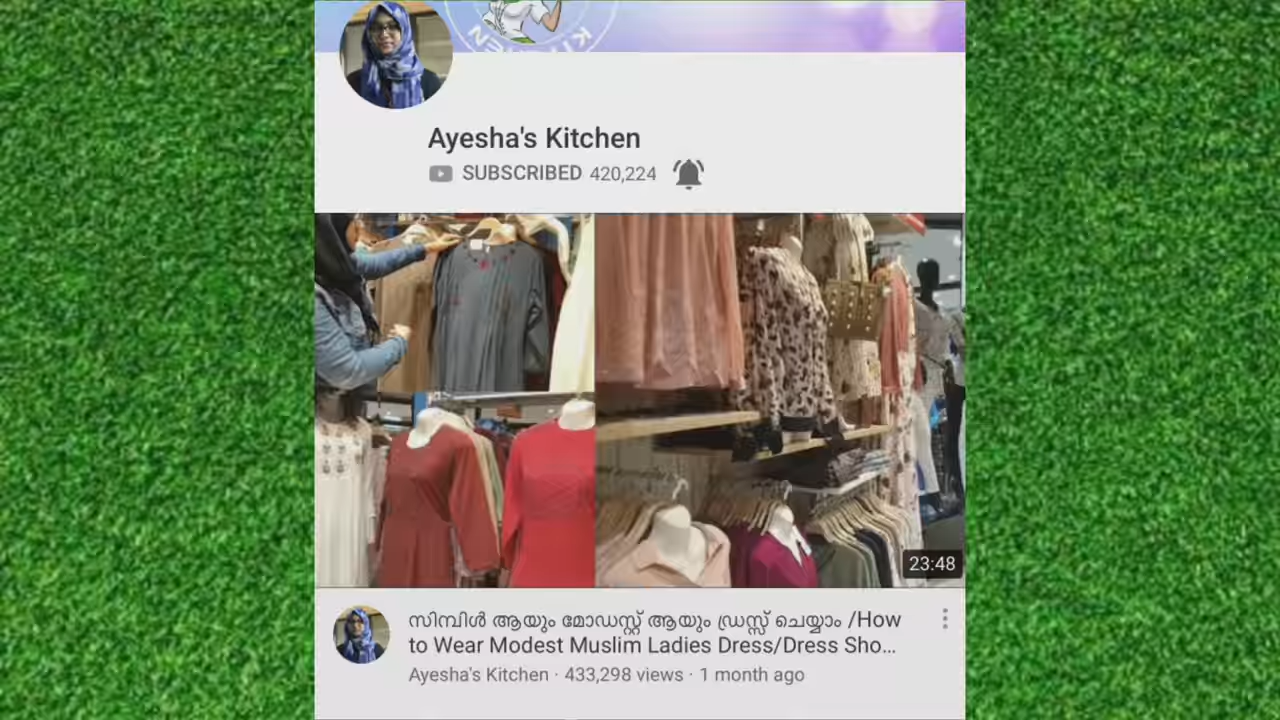 KITCHEN
Ayesha's Kitchen
SUBSCRIBED 420,224
23:48
സിമ്പിൾ ആയും മോഡസ്റ്റ് ആയും ഡ്രസ്സ് ചെയ്യാം /How
to Wear Modest Muslim Ladies Dress/Dress Sho...
Ayesha's Kitchen · 433,298 views · 1 month ago